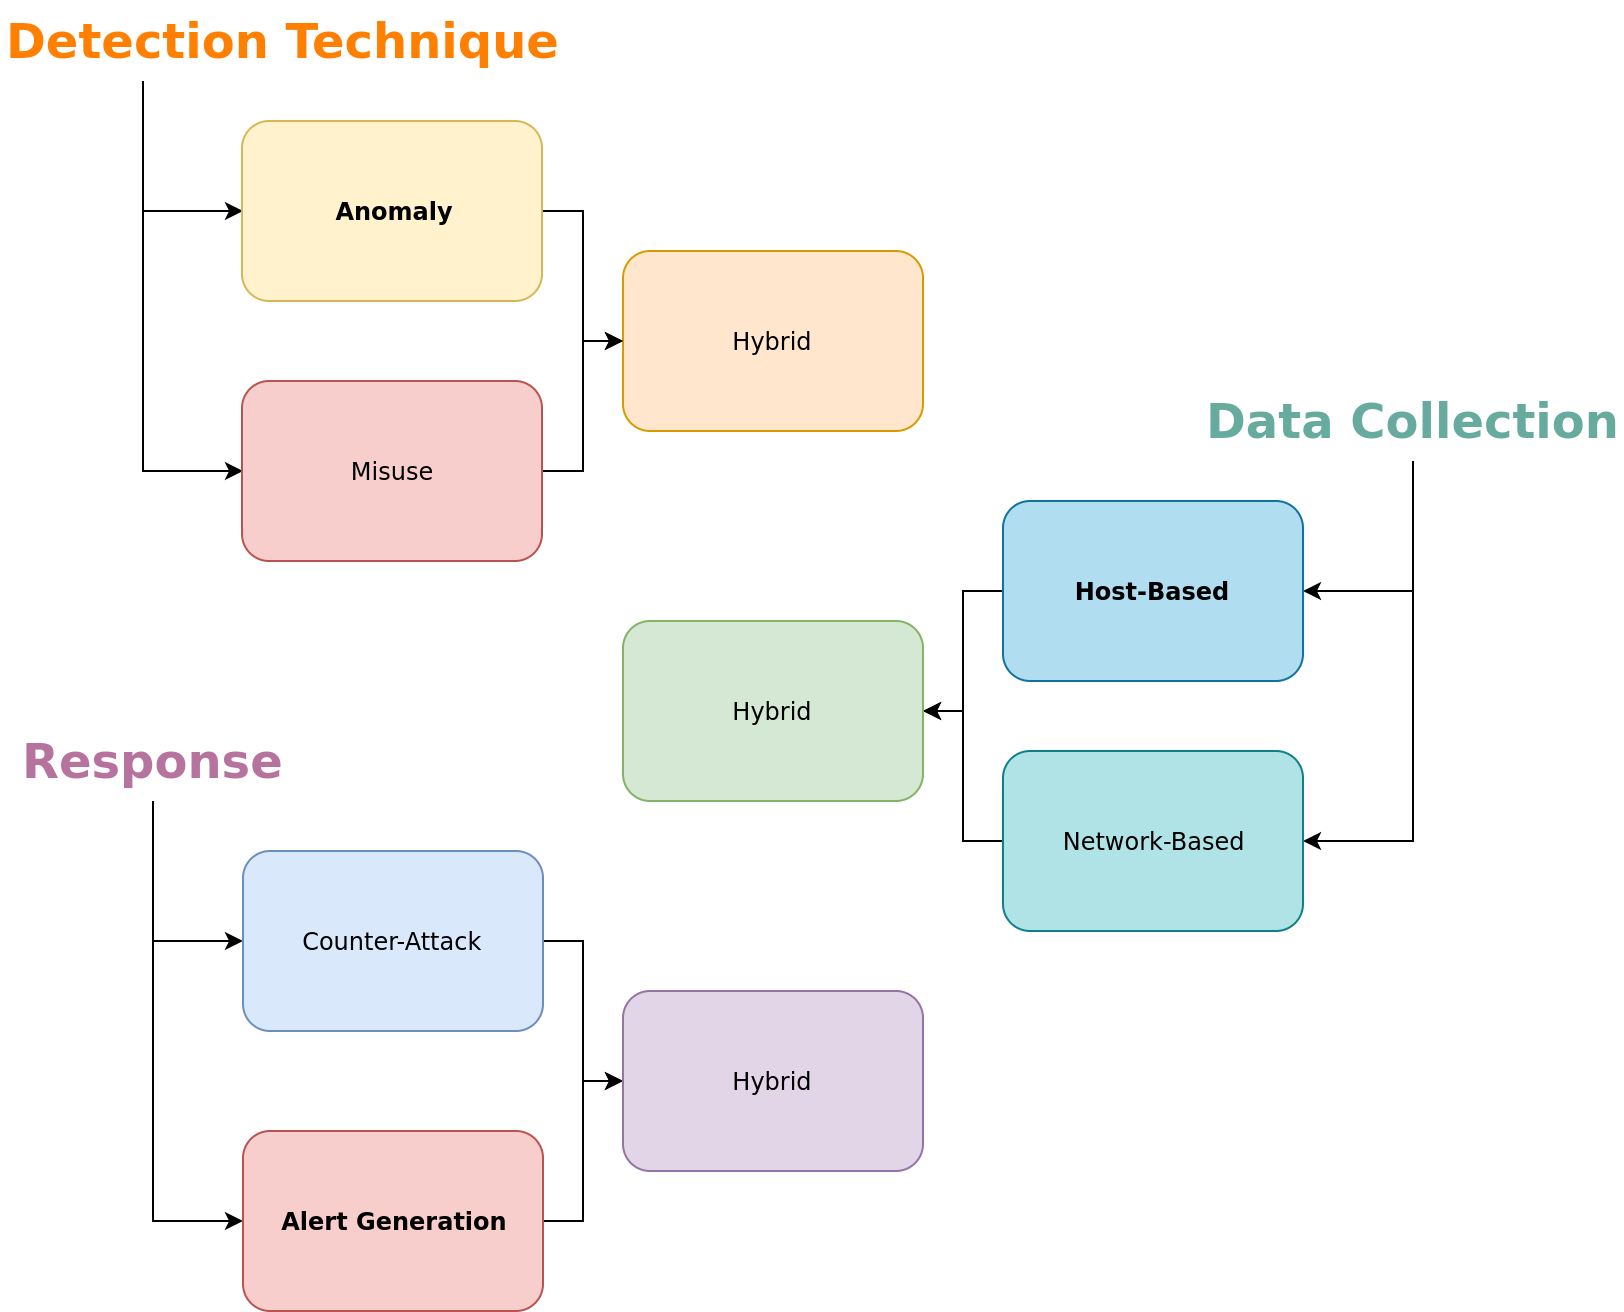 Detection Technique
Anomaly
Hybrid
Misuse
Data Collection
Host-Based
Hybrid
Network-Based
Response
Counter-Attack
Hybrid
Alert Generation